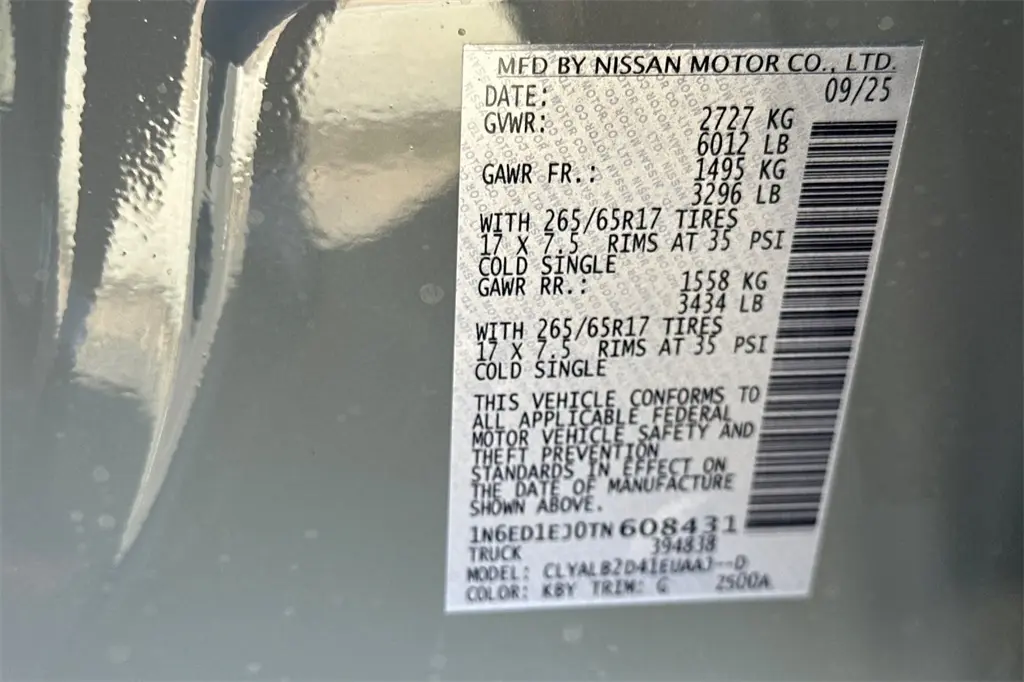 MFD BY NISSAN MOTOR CO., LTD.
DATE: 09/25
GVWR: 2727 KG
6012 LB
GAWR FR.: 1495 KG
3296 LB
WITH 265/65R17 TIRES
17 X 7.5 RIMS AT 35 PSI
COLD SINGLE
GAWR RR.: 1558 KG
3434 LB
WITH 265/65R17 TIRES
17 X 7.5 RIMS AT 35 PSI
COLD SINGLE
THIS VEHICLE CONFORMS TO
ALL APPLICABLE FEDERAL
MOTOR VEHICLE SAFETY AND
THEFT PREVENTION
STANDARDS IN EFFECT ON
THE DATE OF MANUFACTURE
SHOWN ABOVE.
1N6ED1EJ0TN 608431
TRUCK 394838
MODEL: CLYALB2D41EUAAJ--D
COLOR: KBY TRIM: G 2500A